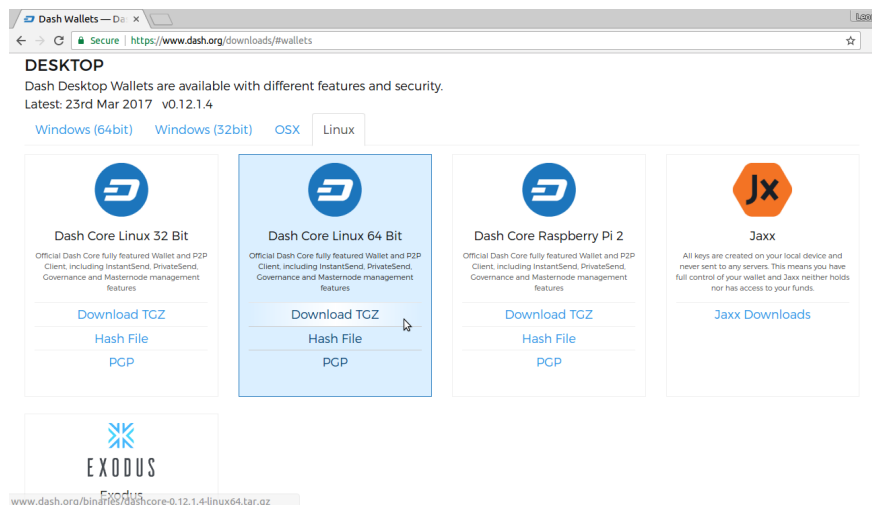 Dash Wallets — Da
Leon
Secure | https://www.dash.org/downloads/#wallets
DESKTOP
Dash Desktop Wallets are available with different features and security.
Latest: 23rd Mar 2017 v0.12.1.4
Windows (64bit) Windows (32bit) OSX Linux
Dash Core Linux 32 Bit
Official Dash Core fully featured Wallet and P2P
Client, including InstantSend, PrivateSend,
Governance and Masternode management
features
Download TGZ
Hash File
PGP
Dash Core Linux 64 Bit
Official Dash Core fully featured Wallet and P2P
Client, including InstantSend, PrivateSend,
Governance and Masternode management
features
Download TGZ
Hash File
PGP
Dash Core Raspberry Pi 2
Official Dash Core fully featured Wallet and P2P
Client, including InstantSend, PrivateSend,
Governance and Masternode management
features
Download TGZ
Hash File
PGP
Jx
Jaxx
All keys are created on your local device and
never sent to any servers. This means you have
full control of your wallet and Jaxx neither holds
nor has access to your funds.
Jaxx Downloads
EXODUS
Exodus
www.dash.org/binaries/dashcore-0.12.1.4-linux64.tar.gz